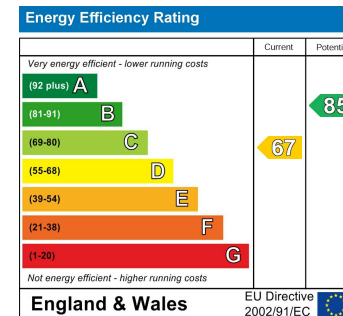 Energy Efficiency Rating
Current Potenti
Very energy efficient - lower running costs
(92 plus) A
(81-91) B 85
(69-80) C 67
(55-68) D
(39-54) E
(21-38) F
(1-20) G
Not energy efficient - higher running costs
England & Wales EU Directive
2002/91/EC